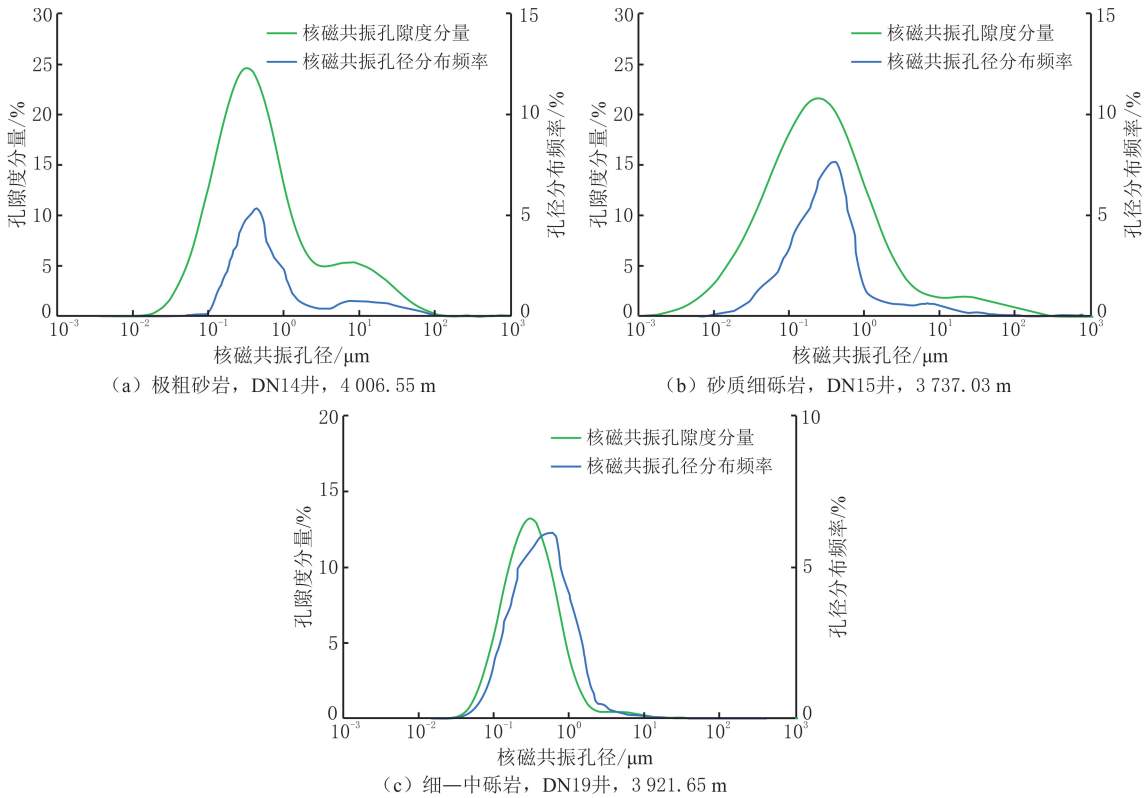 30
25
20
15
10
5
0
孔隙度分量/%
15
10
5
0
孔径分布频率/%
核磁共振孔隙度分量
核磁共振孔径分布频率
10⁻³ 10⁻² 10⁻¹ 10⁰ 10¹ 10² 10³
核磁共振孔径/μm
（a）极粗砂岩，DN14井，4 006.55 m
30
25
20
15
10
5
0
孔隙度分量/%
15
10
5
0
孔径分布频率/%
核磁共振孔隙度分量
核磁共振孔径分布频率
10⁻³ 10⁻² 10⁻¹ 10⁰ 10¹ 10² 10³
核磁共振孔径/μm
（b）砂质细砾岩，DN15井，3 737.03 m
20
15
10
5
0
孔隙度分量/%
10
5
0
孔径分布频率/%
核磁共振孔隙度分量
核磁共振孔径分布频率
10⁻³ 10⁻² 10⁻¹ 10⁰ 10¹ 10² 10³
核磁共振孔径/μm
（c）细—中砾岩，DN19井，3 921.65 m